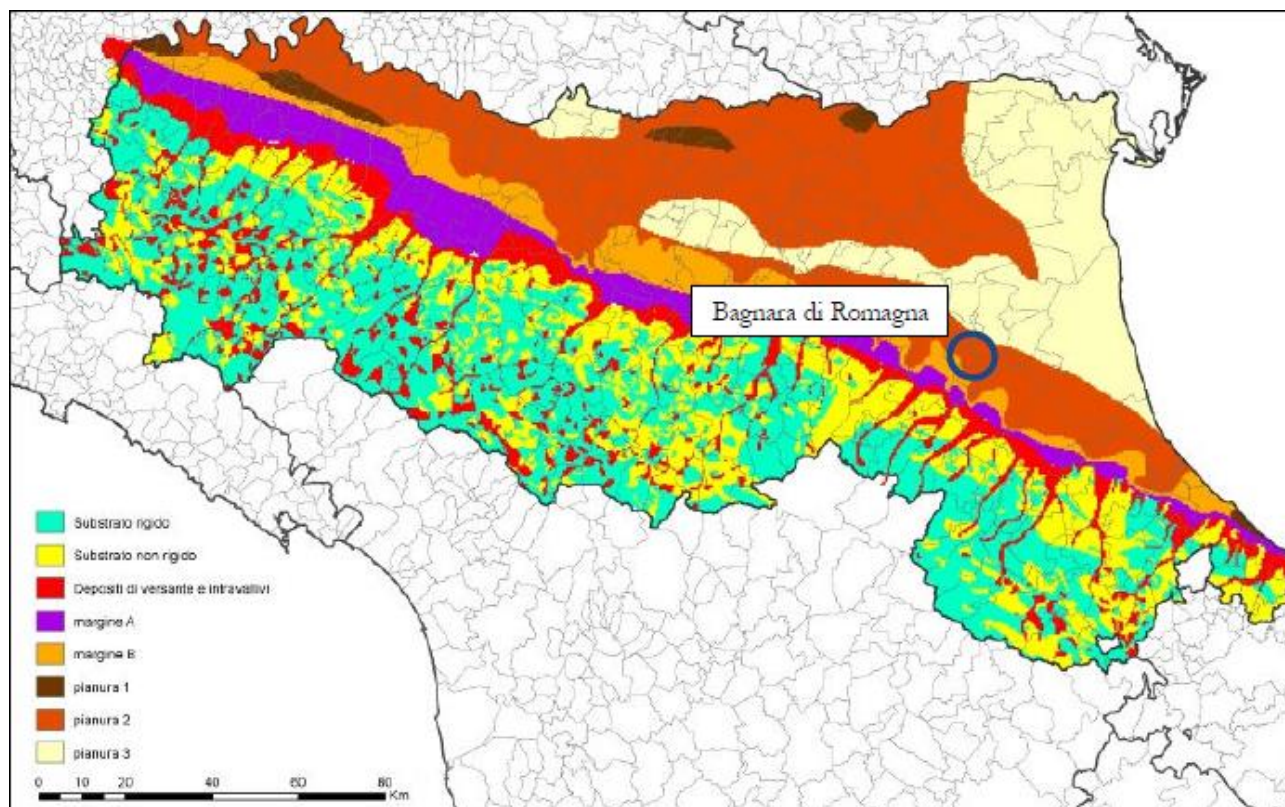 Bagnara di Romagna
Substrato rigido
Substrato non rigido
Depositi di versante e intravallivi
margine A
margine B
pianura 1
pianura 2
pianura 3
0 10 20 40 60 80
Km